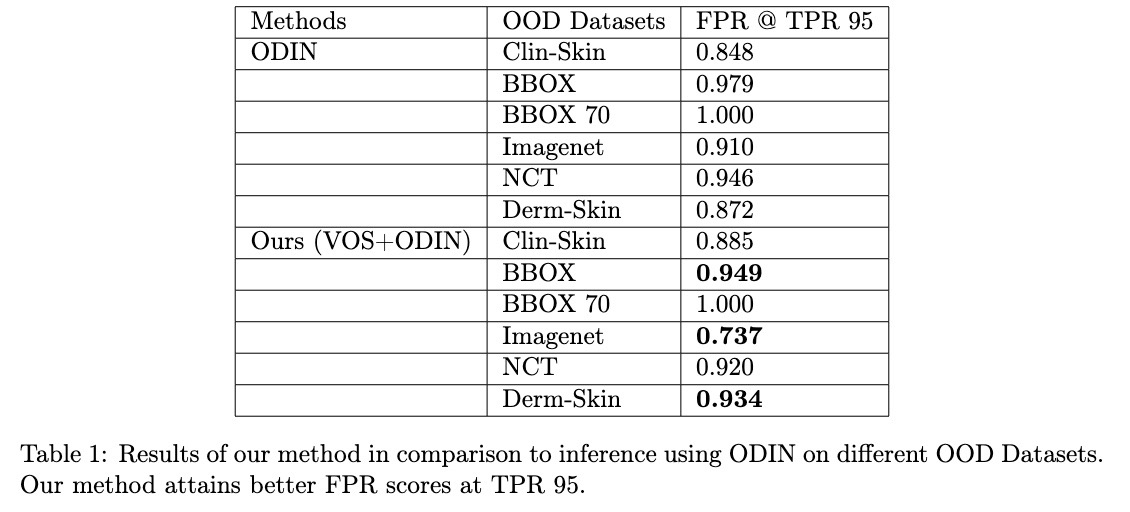 Methods OOD Datasets FPR @ TPR 95
ODIN Clin-Skin 0.848
BBOX 0.979
BBOX 70 1.000
Imagenet 0.910
NCT 0.946
Derm-Skin 0.872
Ours (VOS+ODIN) Clin-Skin 0.885
BBOX 0.949
BBOX 70 1.000
Imagenet 0.737
NCT 0.920
Derm-Skin 0.934
Table 1: Results of our method in comparison to inference using ODIN on different OOD Datasets.
Our method attains better FPR scores at TPR 95.